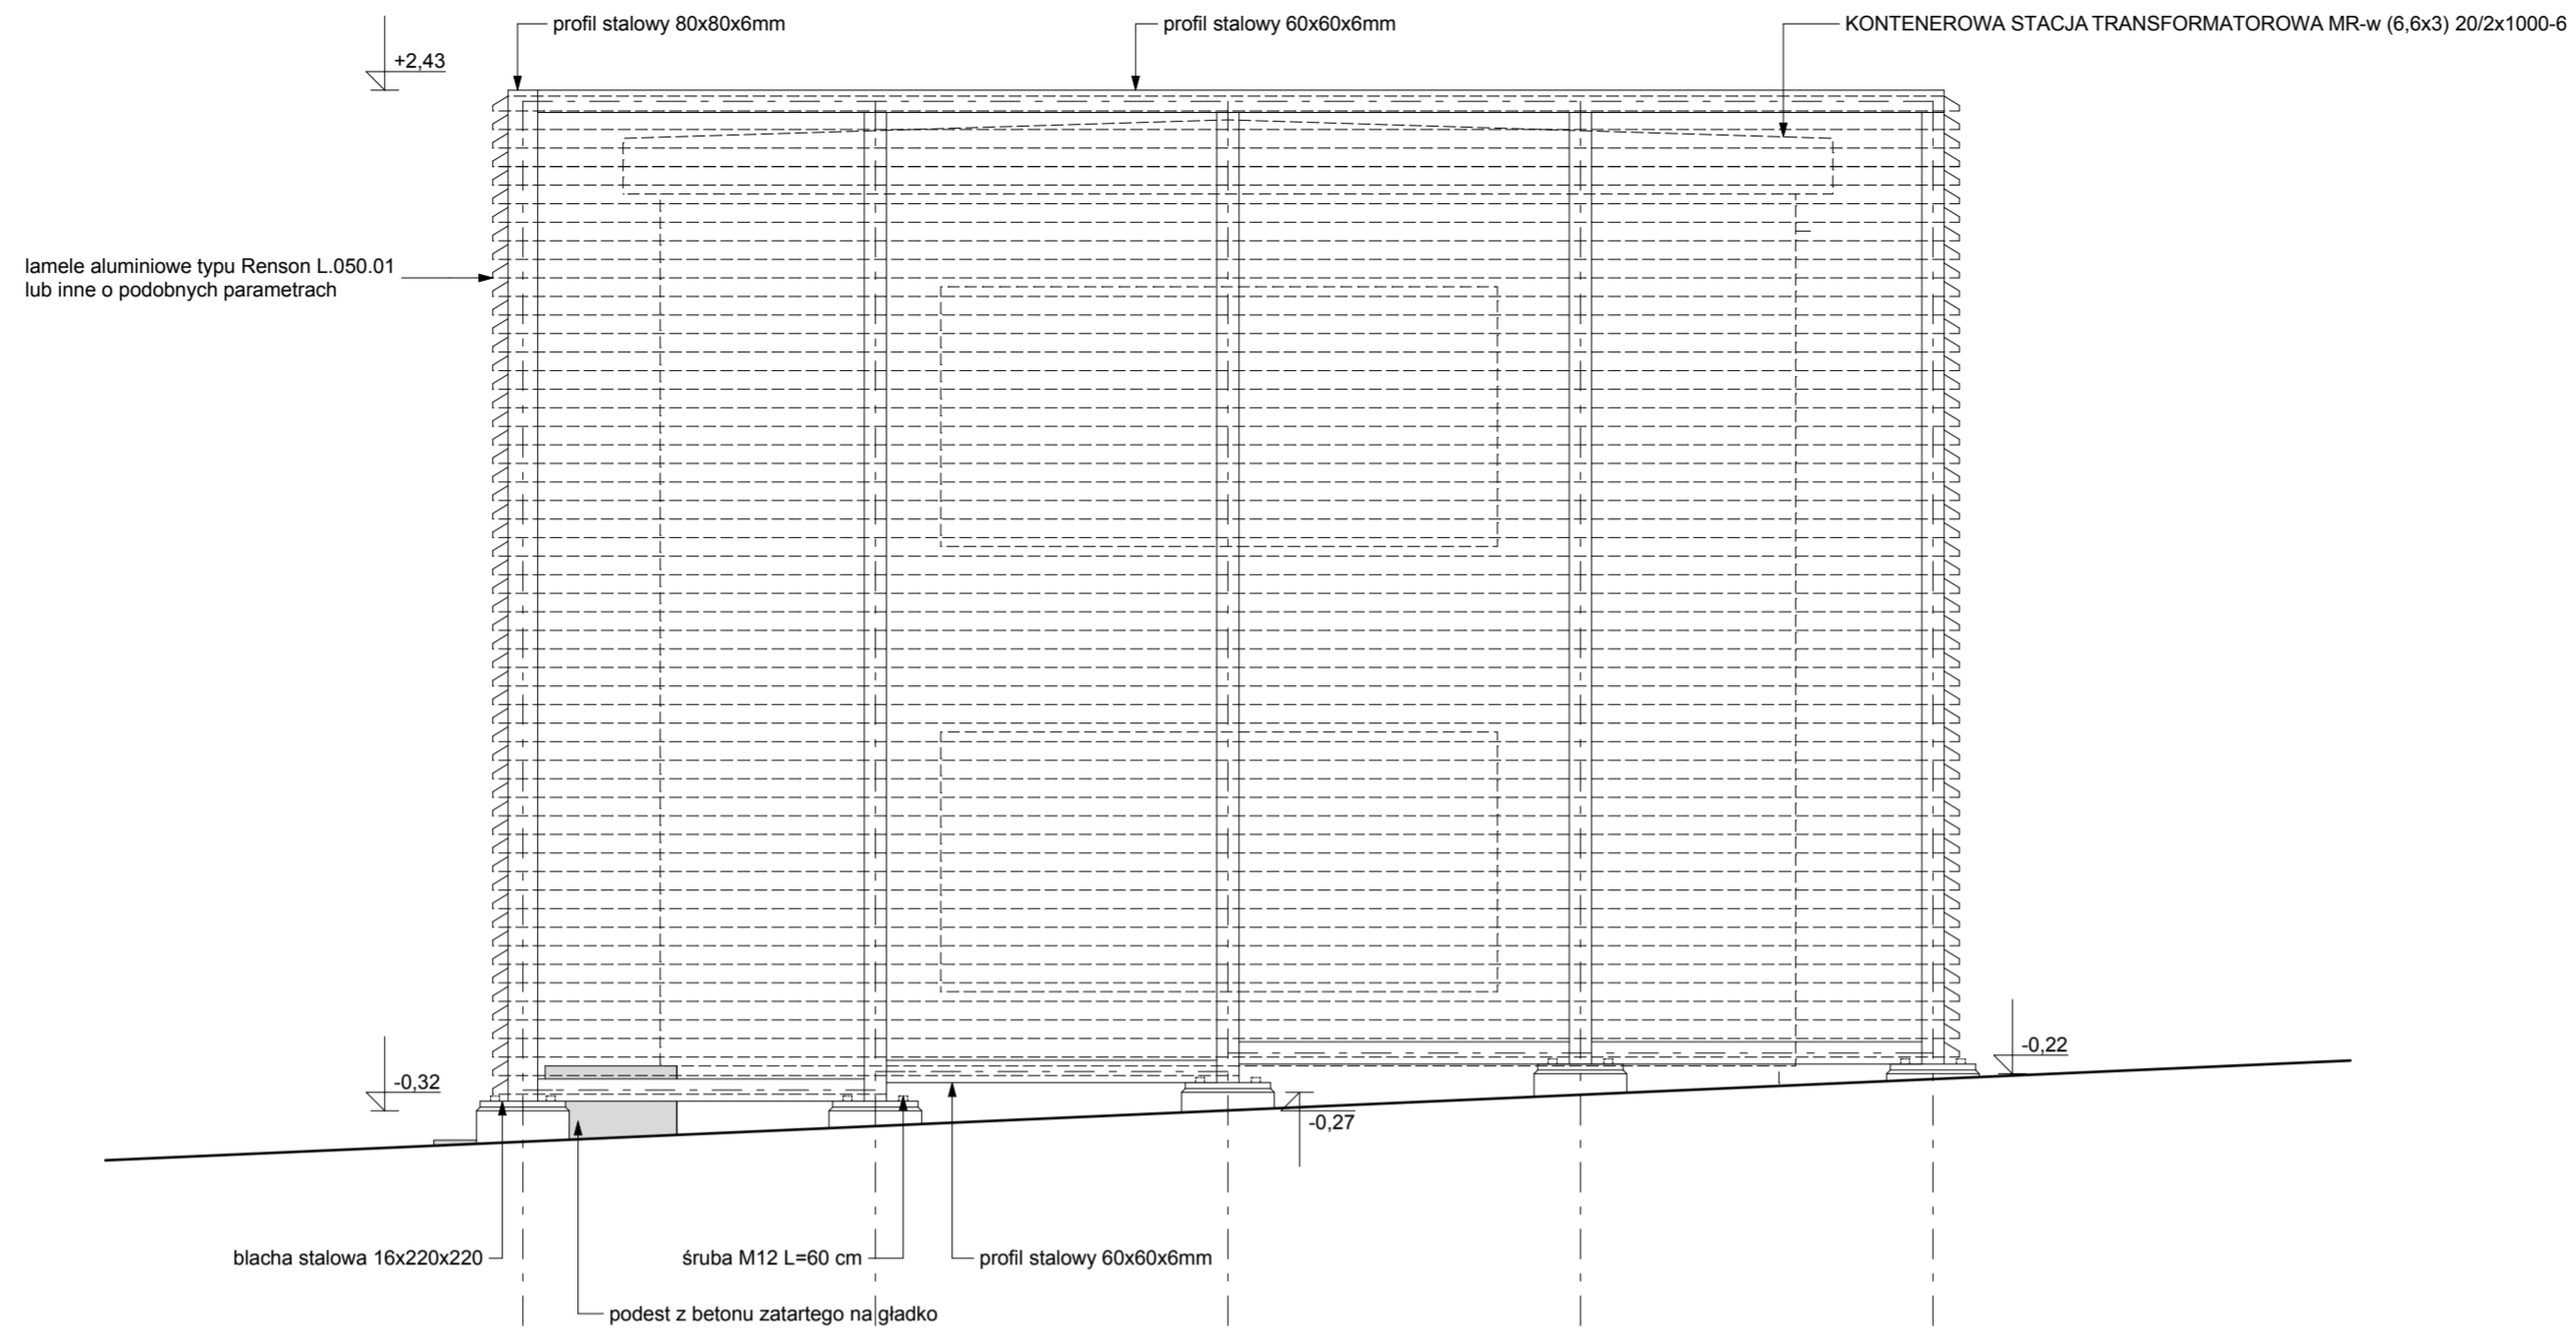 profil stalowy 80x80x6mm
profil stalowy 60x60x6mm
KONTENEROWA STACJA TRANSFORMATOROWA MR-w (6,6x3) 20/2x1000-6
+2,43
lamele aluminiowe typu Renson L.050.01
lub inne o podobnych parametrach
-0,22
-0,32
-0,27
blacha stalowa 16x220x220
śruba M12 L=60 cm
profil stalowy 60x60x6mm
podest z betonu zatartego na gładko